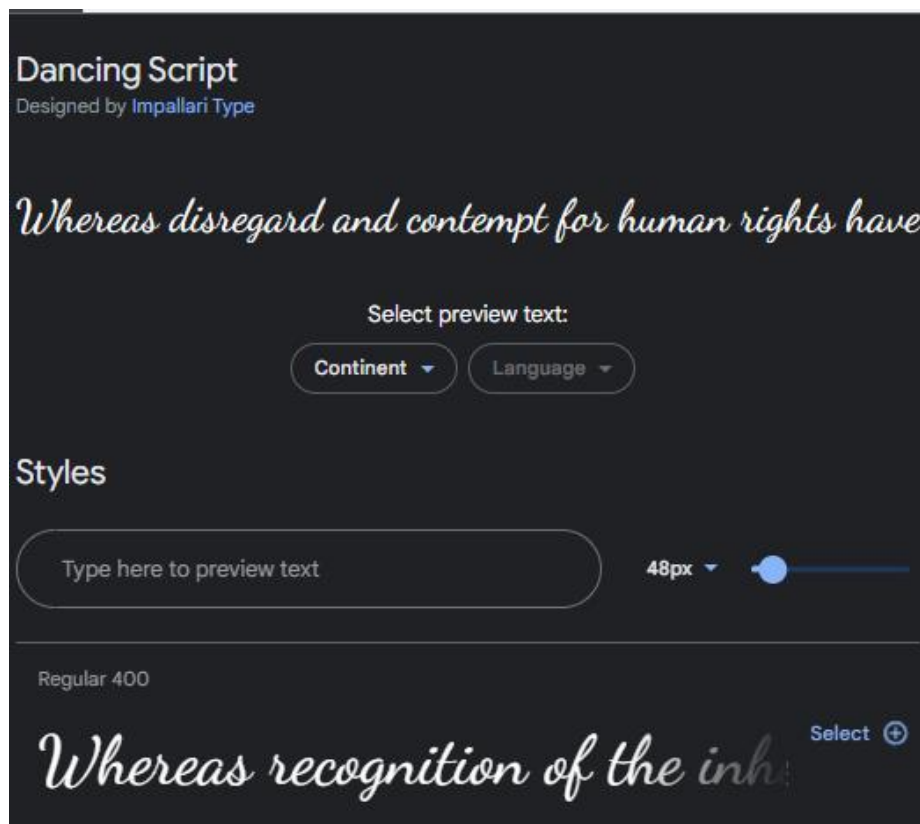 Dancing Script
Designed by Impallari Type
Whereas disregard and contempt for human rights have
Select preview text:
Continent Language
Styles
Type here to preview text 48px
Regular 400
Select
Whereas recognition of the inh